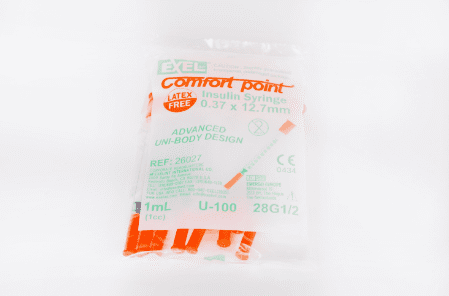 EXEL
Comfort point
LATEX
FREE
Insulin Syringe
0.37 x 12.7mm
ADVANCED
UNI-BODY DESIGN
REF: 26027
CE
0434
1mL
(1cc)
U-100
28G1/2